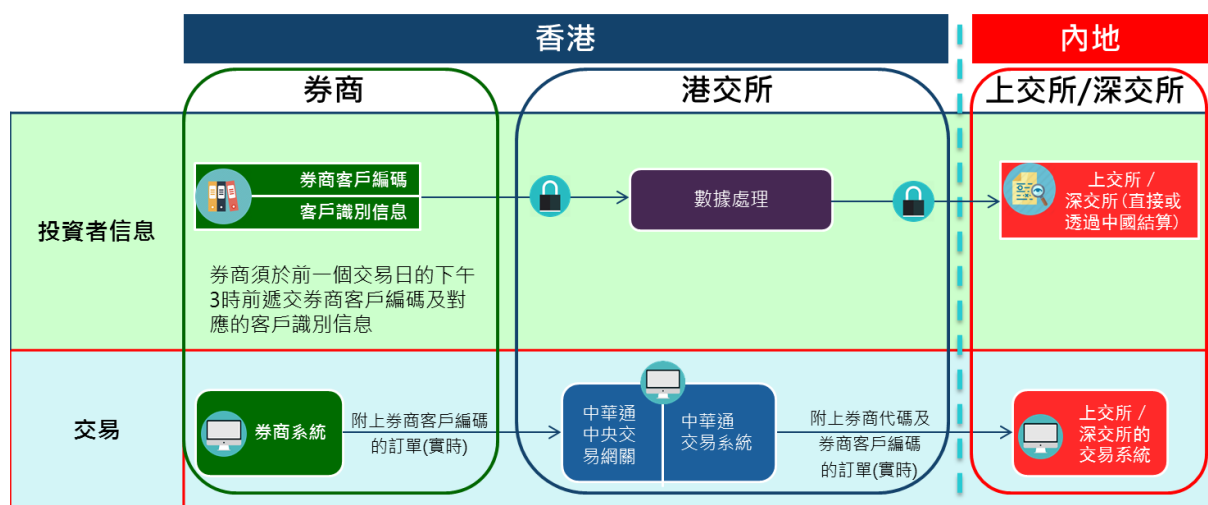 香港
內地
券商
港交所
上交所/深交所
投資者信息
券商客戶編碼
客戶識別信息
數據處理
上交所 /
深交所(直接或
透過中國結算)
券商須於前一個交易日的下午
3時前遞交券商客戶編碼及對
應的客戶識別信息
交易
券商系統
附上券商客戶編碼
的訂單(實時)
中華通
中央交
易網關
中華通
交易系統
附上券商代碼及
券商客戶編碼
的訂單(實時)
上交所 /
深交所的
交易系統